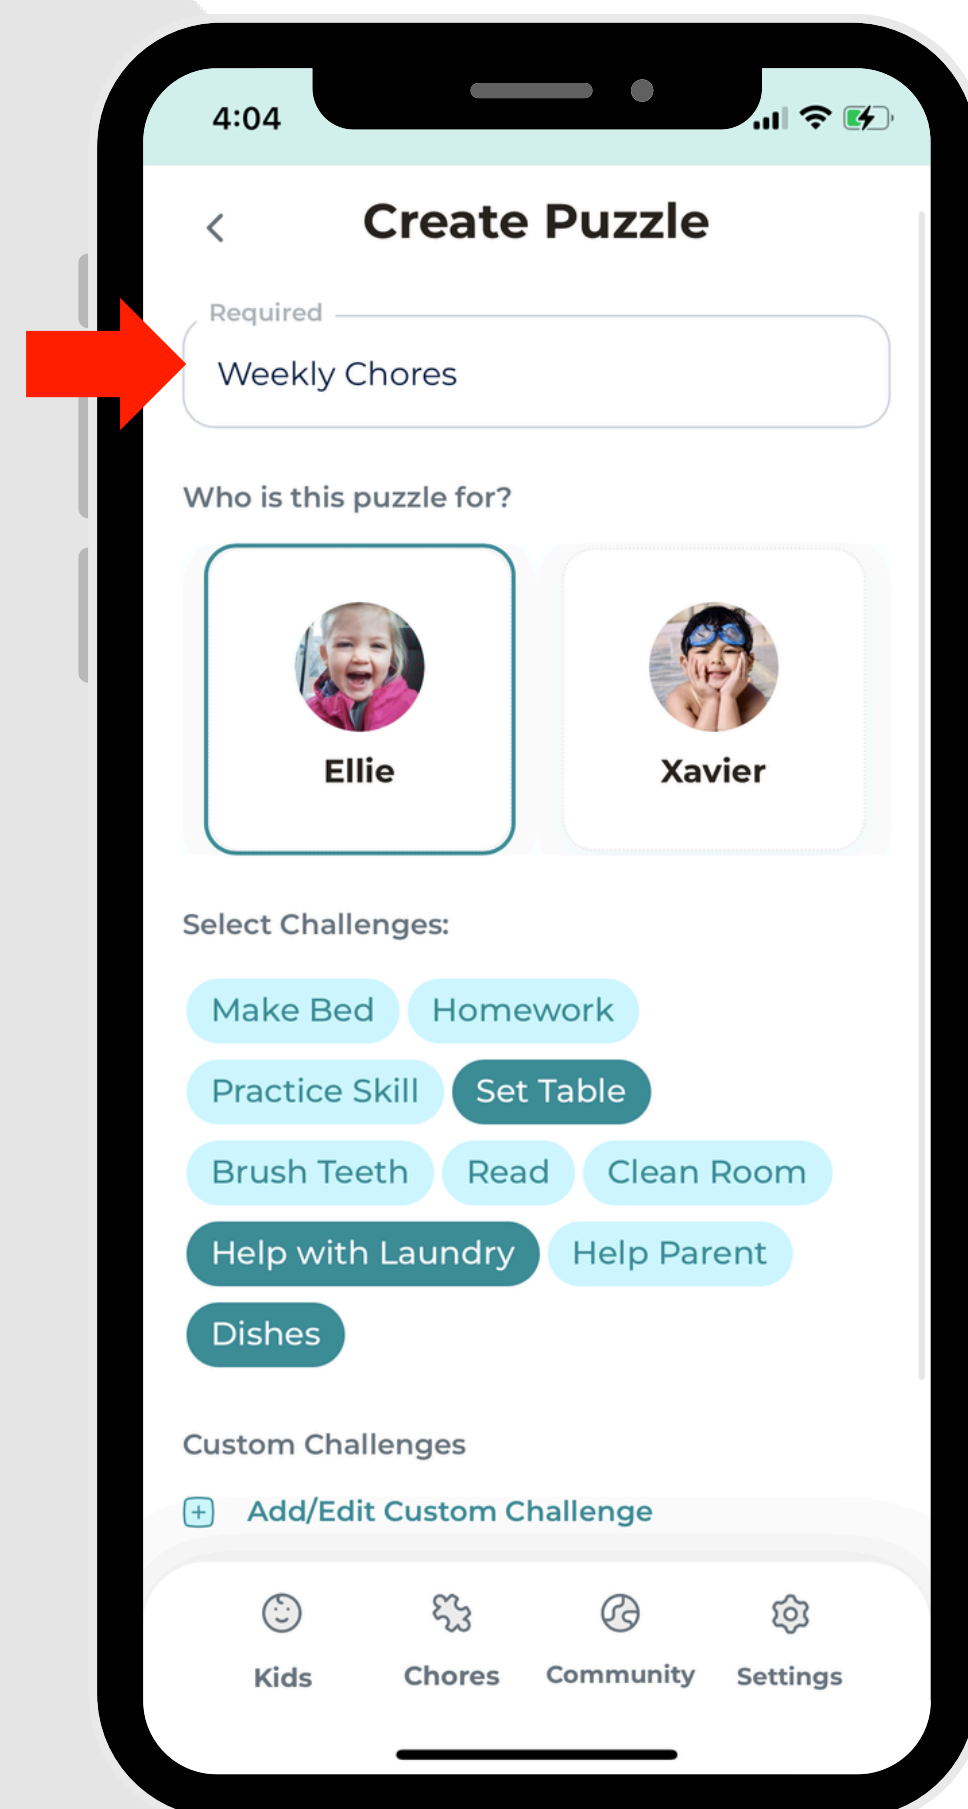 4:04
Create Puzzle
Required
Weekly Chores
Who is this puzzle for?
Ellie Xavier
Select Challenges:
Make Bed Homework
Practice Skill Set Table
Brush Teeth Read Clean Room
Help with Laundry Help Parent
Dishes
Custom Challenges
Add/Edit Custom Challenge
Kids Chores Community Settings